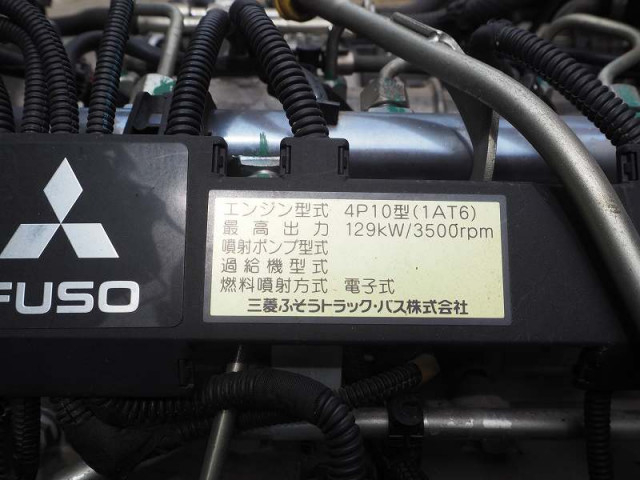 FUSO
エンジン型式 4P10型(1AT6)
最高出力 129kW/3500rpm
噴射ポンプ型式
過給機型式
燃料噴射方式 電子式
三菱ふそうトラック・バス株式会社